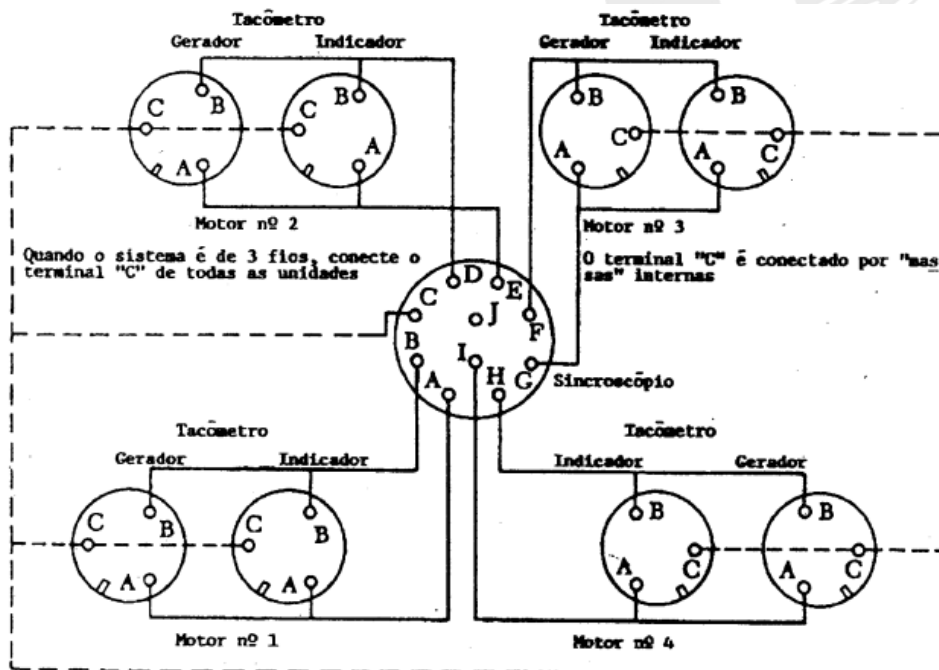 Tacômetro
Gerador Indicador
B
C
A
B
C
A
Motor nº 2
Tacômetro
Gerador Indicador
B
C
A
B
C
A
Motor nº 3
Quando o sistema é de 3 fios, conecte o
terminal "C" de todas as unidades
O terminal "C" é conectado por "mas
sas" internas
D
E
C
J
F
B
I
A
H
G
Sincroscõpio
Tacômetro
Gerador Indicador
C
B
A
C
B
A
Motor nº 1
Tacômetro
Indicador Gerador
B
A
C
B
A
C
Motor nº 4